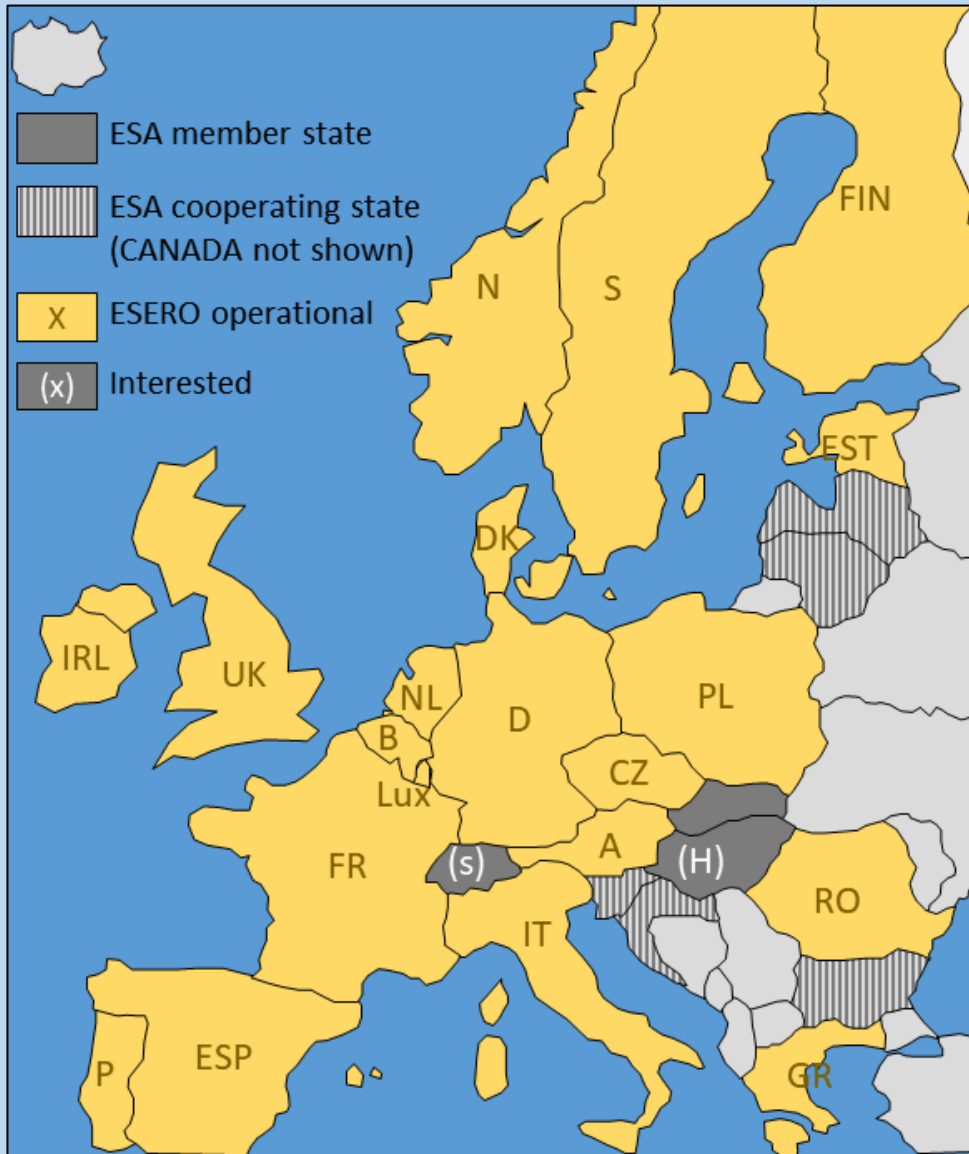 ESA member state
ESA cooperating state
(CANADA not shown)
X ESERO operational
(x) Interested
FIN
N
S
EST
DK
IRL
UK
NL
D
PL
B
CZ
Lux
A
FR
(s)
(H)
RO
IT
ESP
P
GR